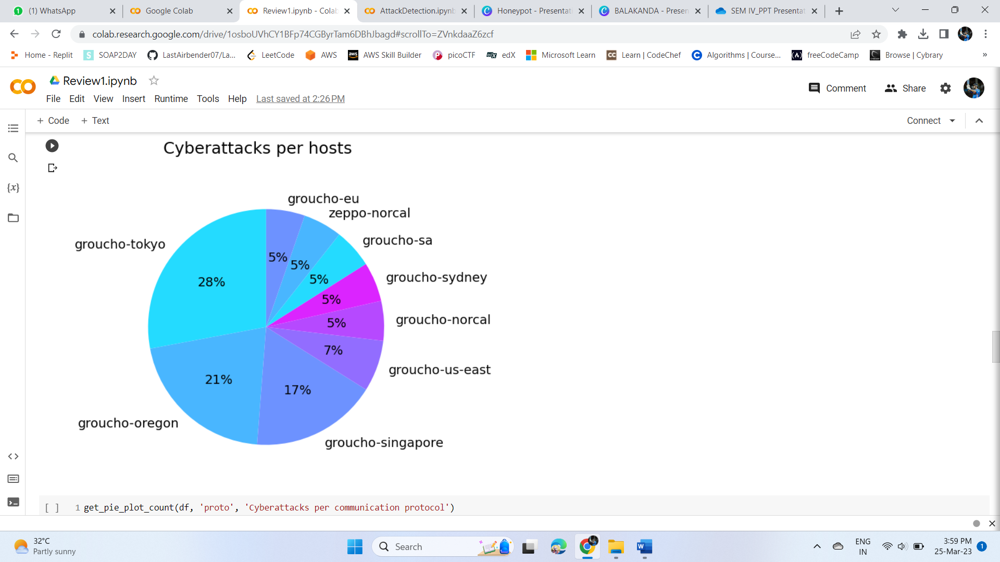 (1) WhatsApp
Google Colab
Review1.ipynb - Colab
AttackDetection.ipynb
Honeypot - Presentati
BALAKANDA - Presen
SEM IV_PPT Presentat
colab.research.google.com/drive/1osboUVhCY1BFp74CGByrTam6DBhJbagd#scrollTo=ZVnkdaaZ6zcf
Home - Replit
SOAP2DAY
LastAirbender07/La...
LeetCode
AWS
AWS Skill Builder
picoCTF
edX
Microsoft Learn
Learn | CodeChef
Algorithms | Course...
freeCodeCamp
Browse | Cybrary
»
Review1.ipynb
Comment
Share
File Edit View Insert Runtime Tools Help Last saved at 2:26 PM
+ Code + Text
Connect
{x}
Cyberattacks per hosts
groucho-eu
zeppo-norcal
groucho-sa
groucho-tokyo
5%
5%
5%
groucho-sydney
28%
5%
groucho-norcal
5%
7%
groucho-us-east
21%
17%
groucho-oregon
groucho-singapore
[ ] 1 get_pie_plot_count(df, 'proto', 'Cyberattacks per communication protocol')
32°C
Partly sunny
Search
ENG
IN
3:59 PM
25-Mar-23
1